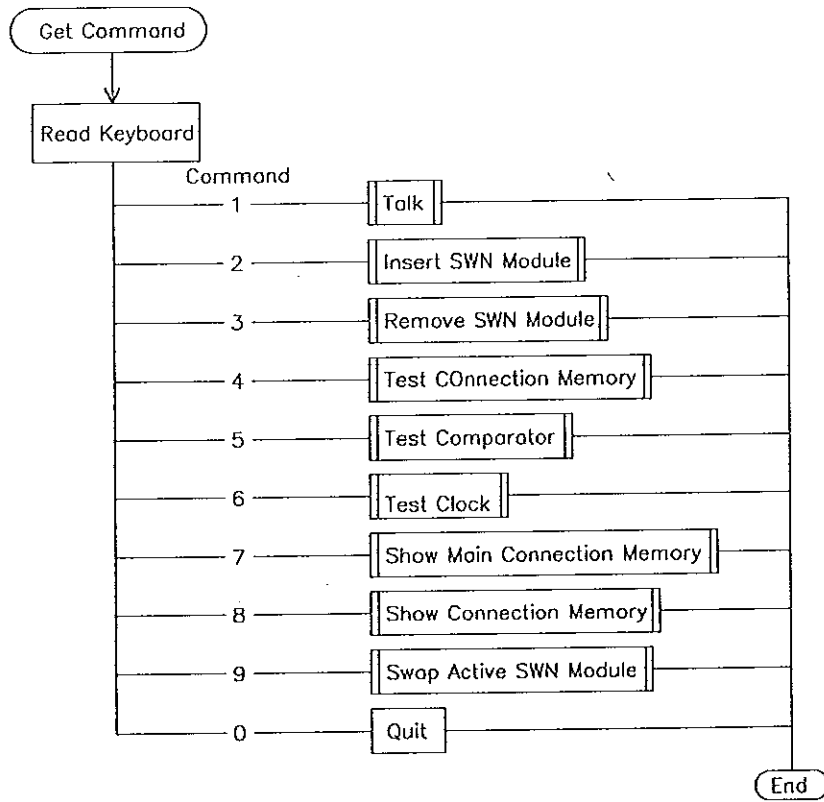 Get Command
Read Keyboard
Command
1 Talk
2 Insert SWN Module
3 Remove SWN Module
4 Test COnnection Memory
5 Test Comparator
6 Test Clock
7 Show Main Connection Memory
8 Show Connection Memory
9 Swap Active SWN Module
0 Quit
End